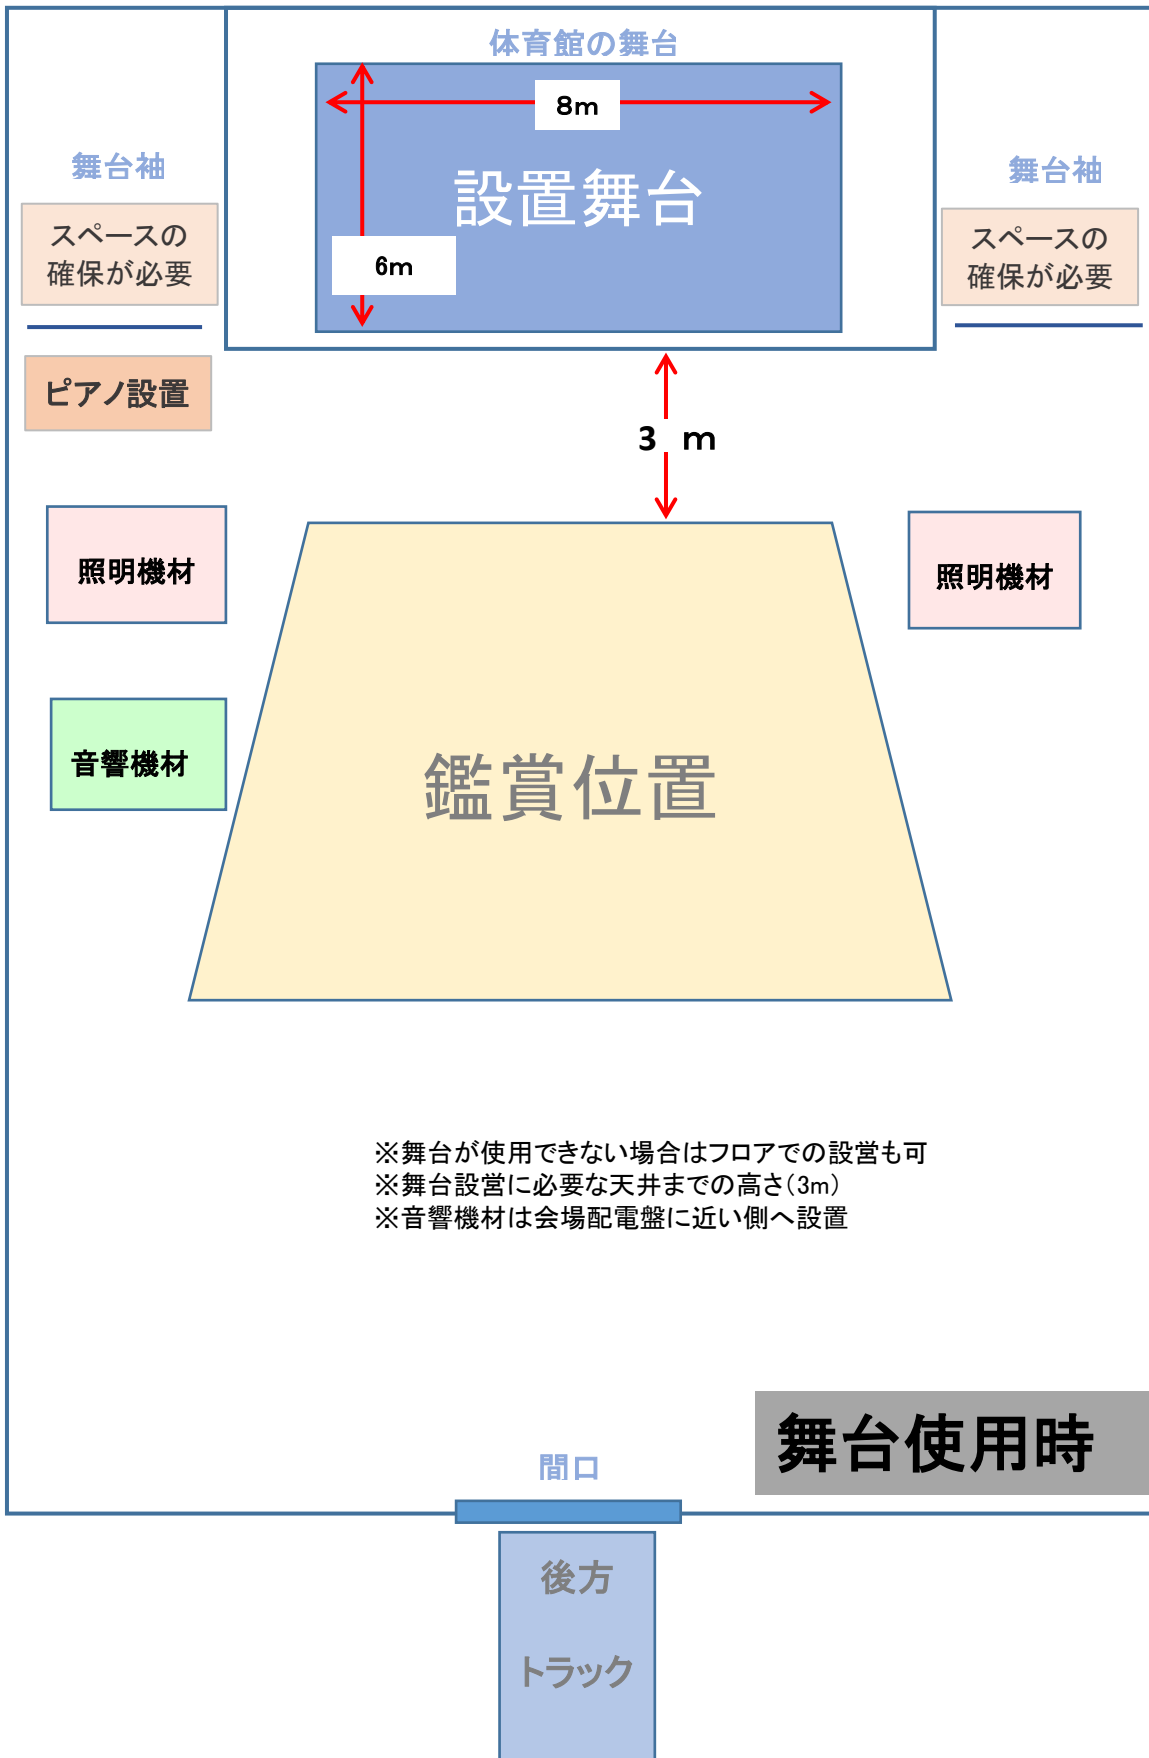 体育館の舞台
8m
舞台袖
舞台袖
設置舞台
スペースの
確保が必要
スペースの
確保が必要
6m
ピアノ設置
3 m
照明機材
照明機材
音響機材
鑑賞位置
※舞台が使用できない場合はフロアでの設営も可
※舞台設営に必要な天井までの高さ(3m)
※音響機材は会場配電盤に近い側へ設置
舞台使用時
間口
後方
トラック